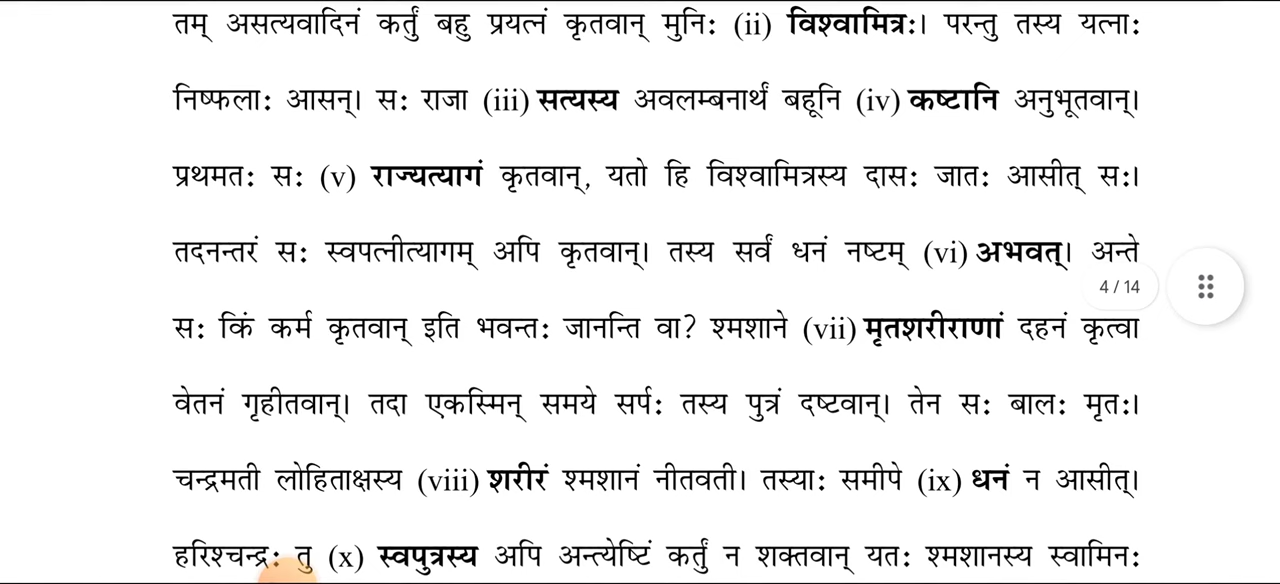 तम् असत्यवादिनं कर्तुं बहु प्रयत्नं कृतवान् मुनिः (ii) विश्वामित्रः। परन्तु तस्य यत्नाः
निष्फलाः आसन्। सः राजा (iii) सत्यस्य अवलम्बनार्थं बहूनि (iv) कष्टानि अनुभूतवान्।
प्रथमतः सः (v) राज्यत्यागं कृतवान्, यतो हि विश्वामित्रस्य दासः जातः आसीत् सः।
तदनन्तरं सः स्वपत्नीत्यागम् अपि कृतवान्। तस्य सर्वं धनं नष्टम् (vi) अभवत्। अन्ते
4 / 14
सः किं कर्म कृतवान् इति भवन्तः जानन्ति वा? श्मशाने (vii) मृतशरीराणां दहनं कृत्वा
वेतनं गृहीतवान्। तदा एकस्मिन् समये सर्पः तस्य पुत्रं दष्टवान्। तेन सः बालः मृतः।
चन्द्रमती लोहिताक्षस्य (viii) शरीरं श्मशानं नीतवती। तस्याः समीपे (ix) धनं न आसीत्।
हरिश्चन्द्रः तु (x) स्वपुत्रस्य अपि अन्त्येष्टिं कर्तुं न शक्तवान् यतः श्मशानस्य स्वामिनः